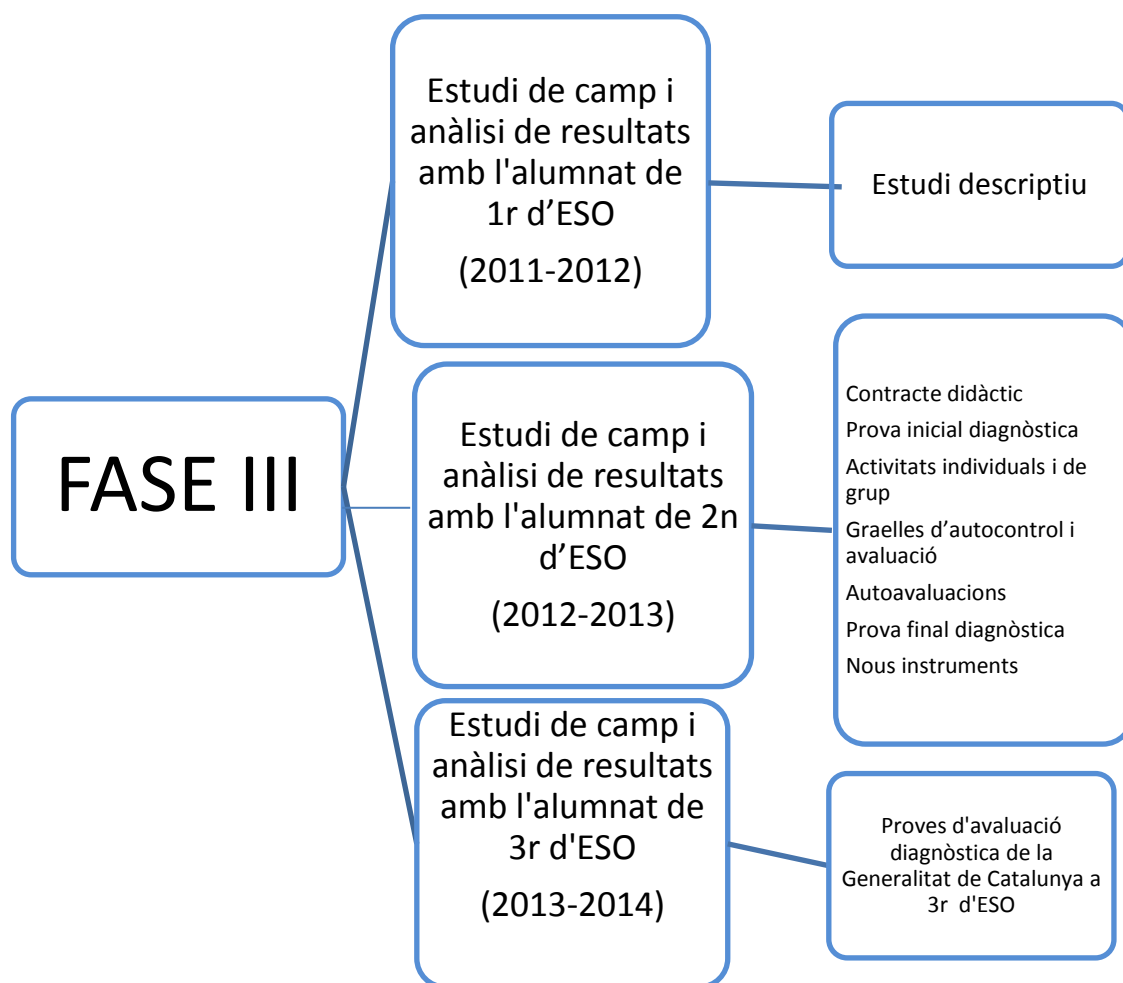 FASE III
Estudi de camp i
anàlisi de resultats
amb l'alumnat de
1r d’ESO
(2011-2012)
Estudi descriptiu
Estudi de camp i
anàlisi de resultats
amb l'alumnat de 2n
d’ESO
(2012-2013)
Contracte didàctic
Prova inicial diagnòstica
Activitats individuals i de
grup
Graelles d’autocontrol i
avaluació
Autoavaluacions
Prova final diagnòstica
Nous instruments
Estudi de camp i
anàlisi de resultats
amb l'alumnat de
3r d'ESO
(2013-2014)
Proves d'avaluació
diagnòstica de la
Generalitat de Catalunya a
3r d'ESO